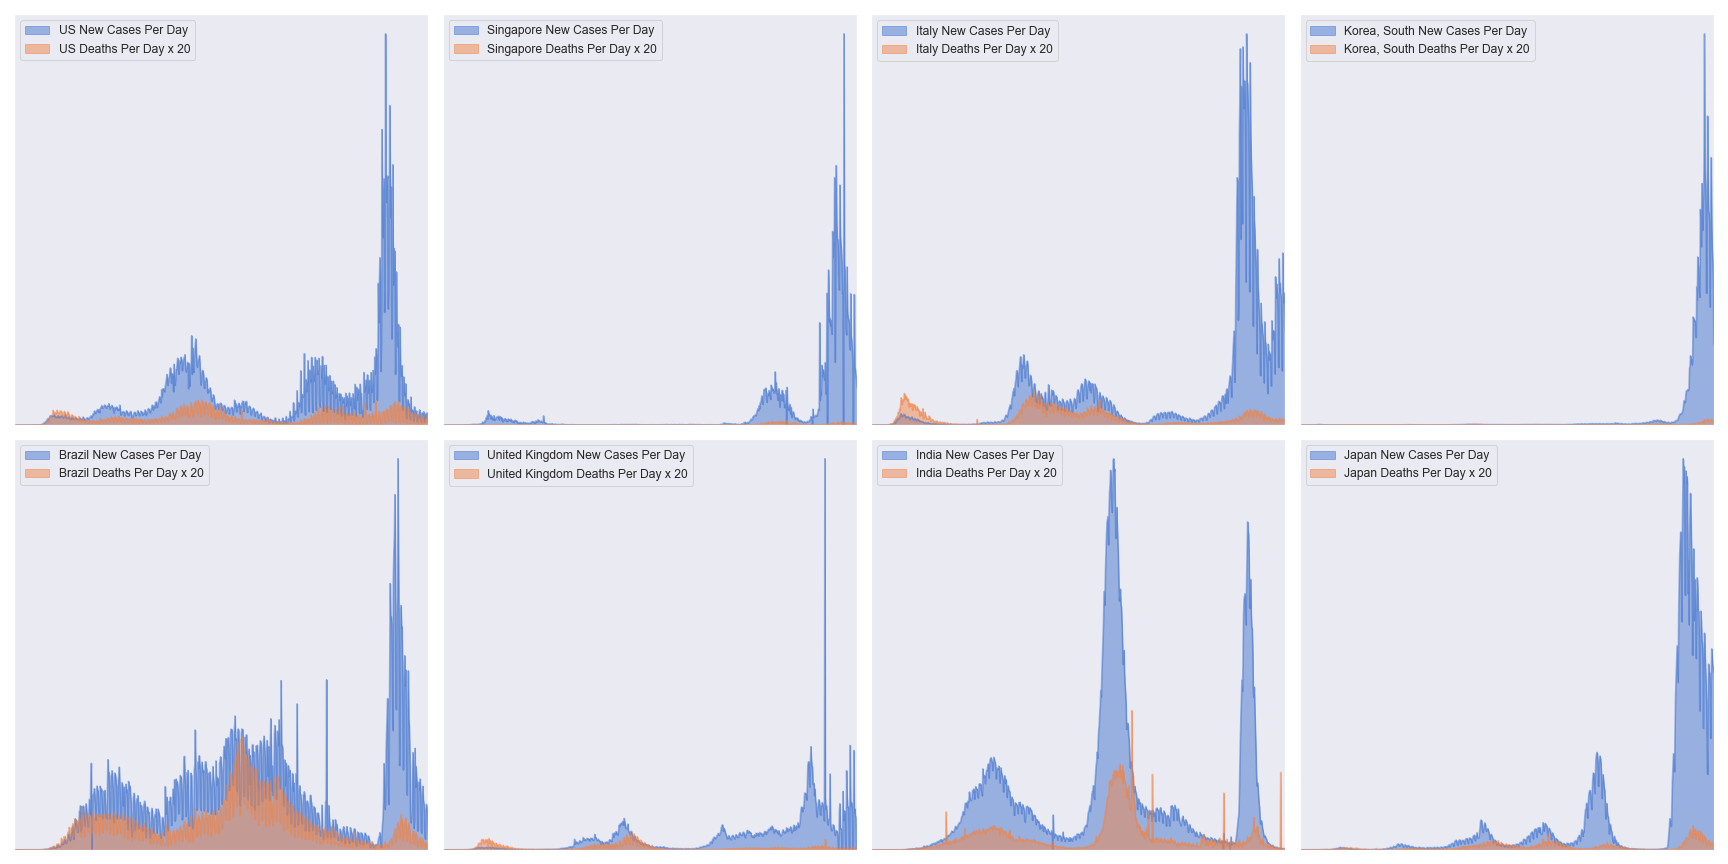 US New Cases Per Day
US Deaths Per Day x 20
Singapore New Cases Per Day
Singapore Deaths Per Day x 20
Italy New Cases Per Day
Italy Deaths Per Day x 20
Korea, South New Cases Per Day
Korea, South Deaths Per Day x 20
Brazil New Cases Per Day
Brazil Deaths Per Day x 20
United Kingdom New Cases Per Day
United Kingdom Deaths Per Day x 20
India New Cases Per Day
India Deaths Per Day x 20
Japan New Cases Per Day
Japan Deaths Per Day x 20